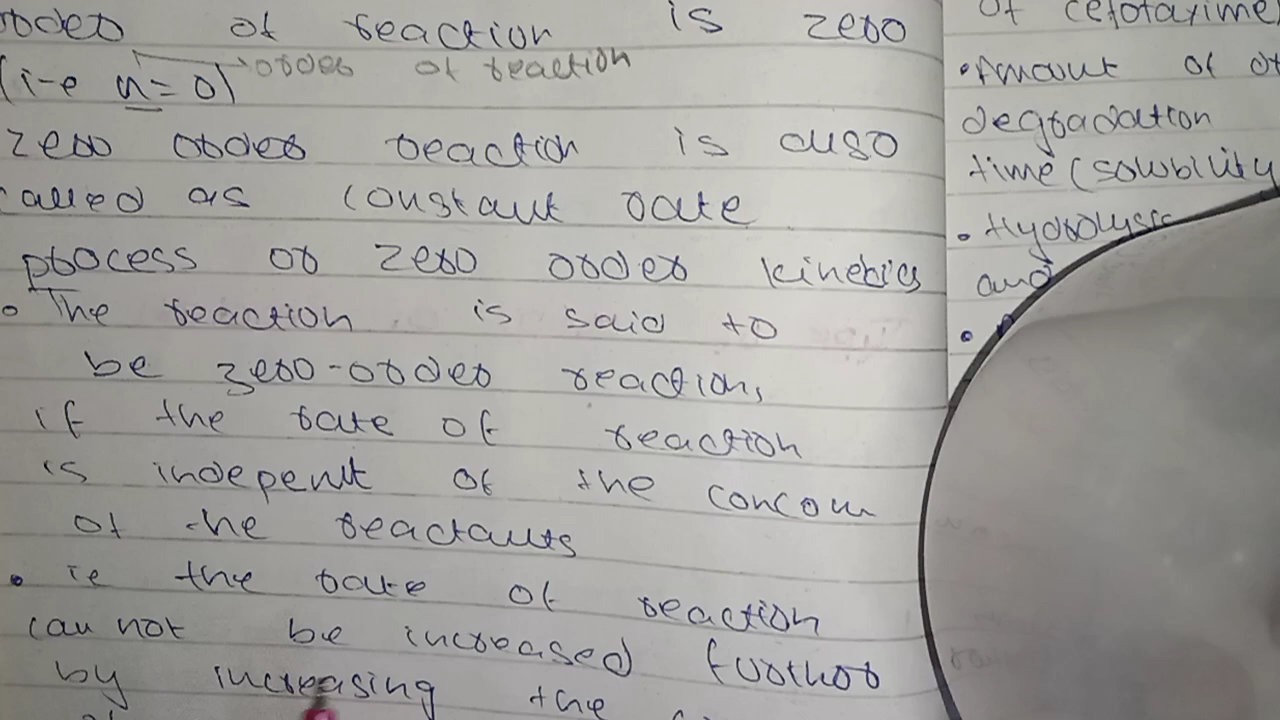 order of reaction is zero
(i-e n=0) order of reaction
zero order reaction is also
called as constant rate
process or zero order kinetics
• The reaction is said to
be zero-order reaction,
if the rate of reaction
is indepent of the concom
of the reactants
• ie the rate of reaction
can not be increased further
by increasing the
of cefotaxime
• Amount of
degradation
time (solubility
• Hydrolysis
and
•